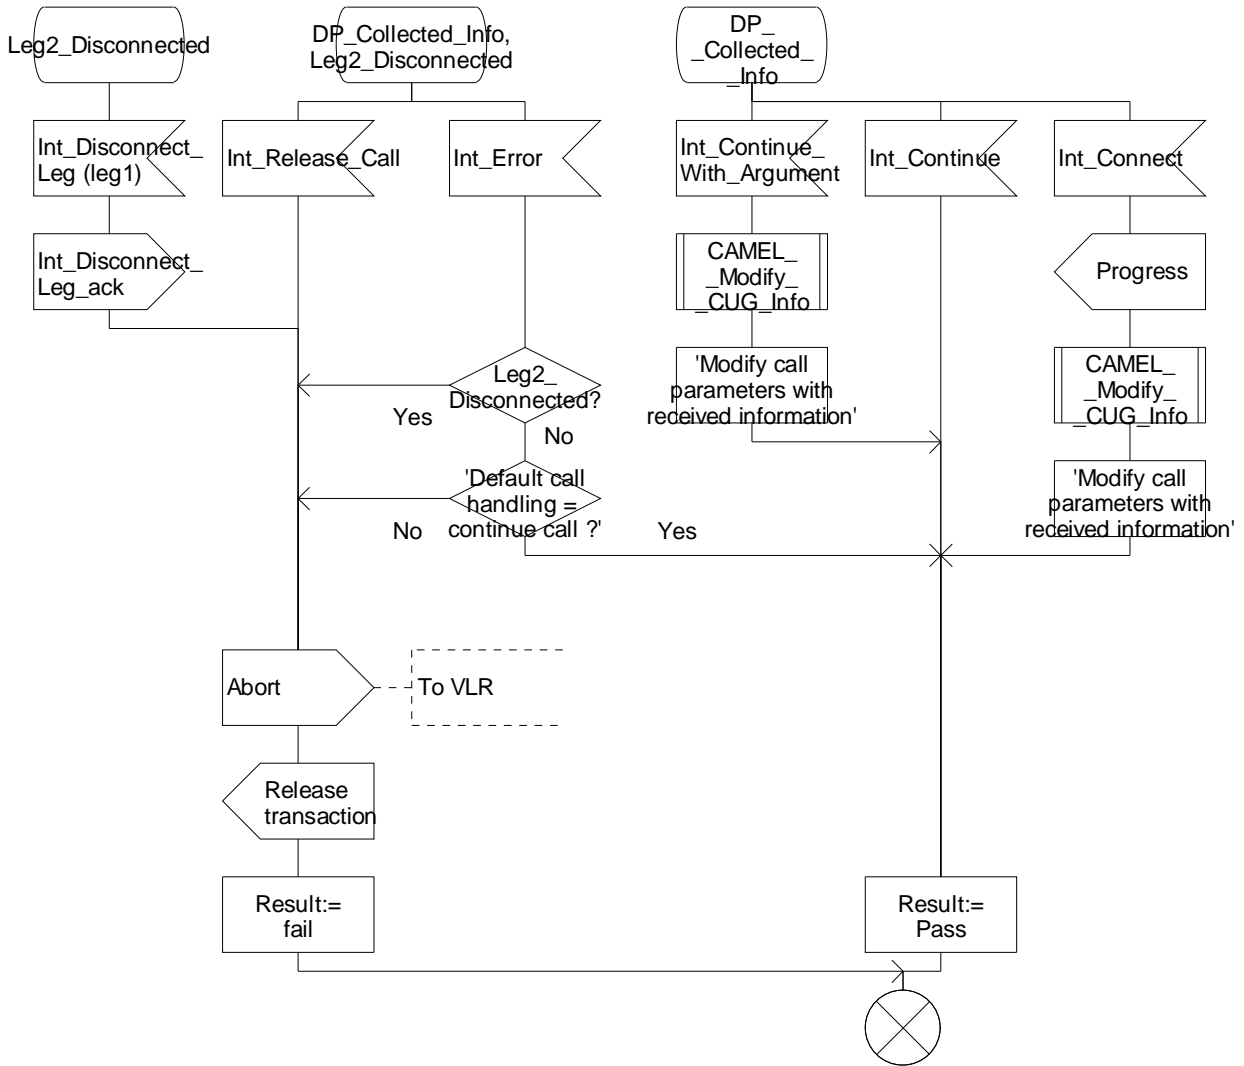 Leg2_Disconnected
DP_Collected_Info,
Leg2_Disconnected
DP_
_Collected_
_Info
Int_Disconnect_
Leg (leg1)
Int_Release_Call
Int_Error
Int_Continue_
With_Argument
Int_Continue
Int_Connect
Int_Disconnect_
Leg_ack
CAMEL_
_Modify_
_CUG_Info
Progress
Leg2_
Disconnected?
Yes
No
'Modify call
parameters with
received information'
CAMEL_
_Modify_
_CUG_Info
'Default call
handling =
continue call ?'
No
Yes
'Modify call
parameters with
received information'
Abort
To VLR
Release
transaction
Result:=
fail
Result:=
Pass